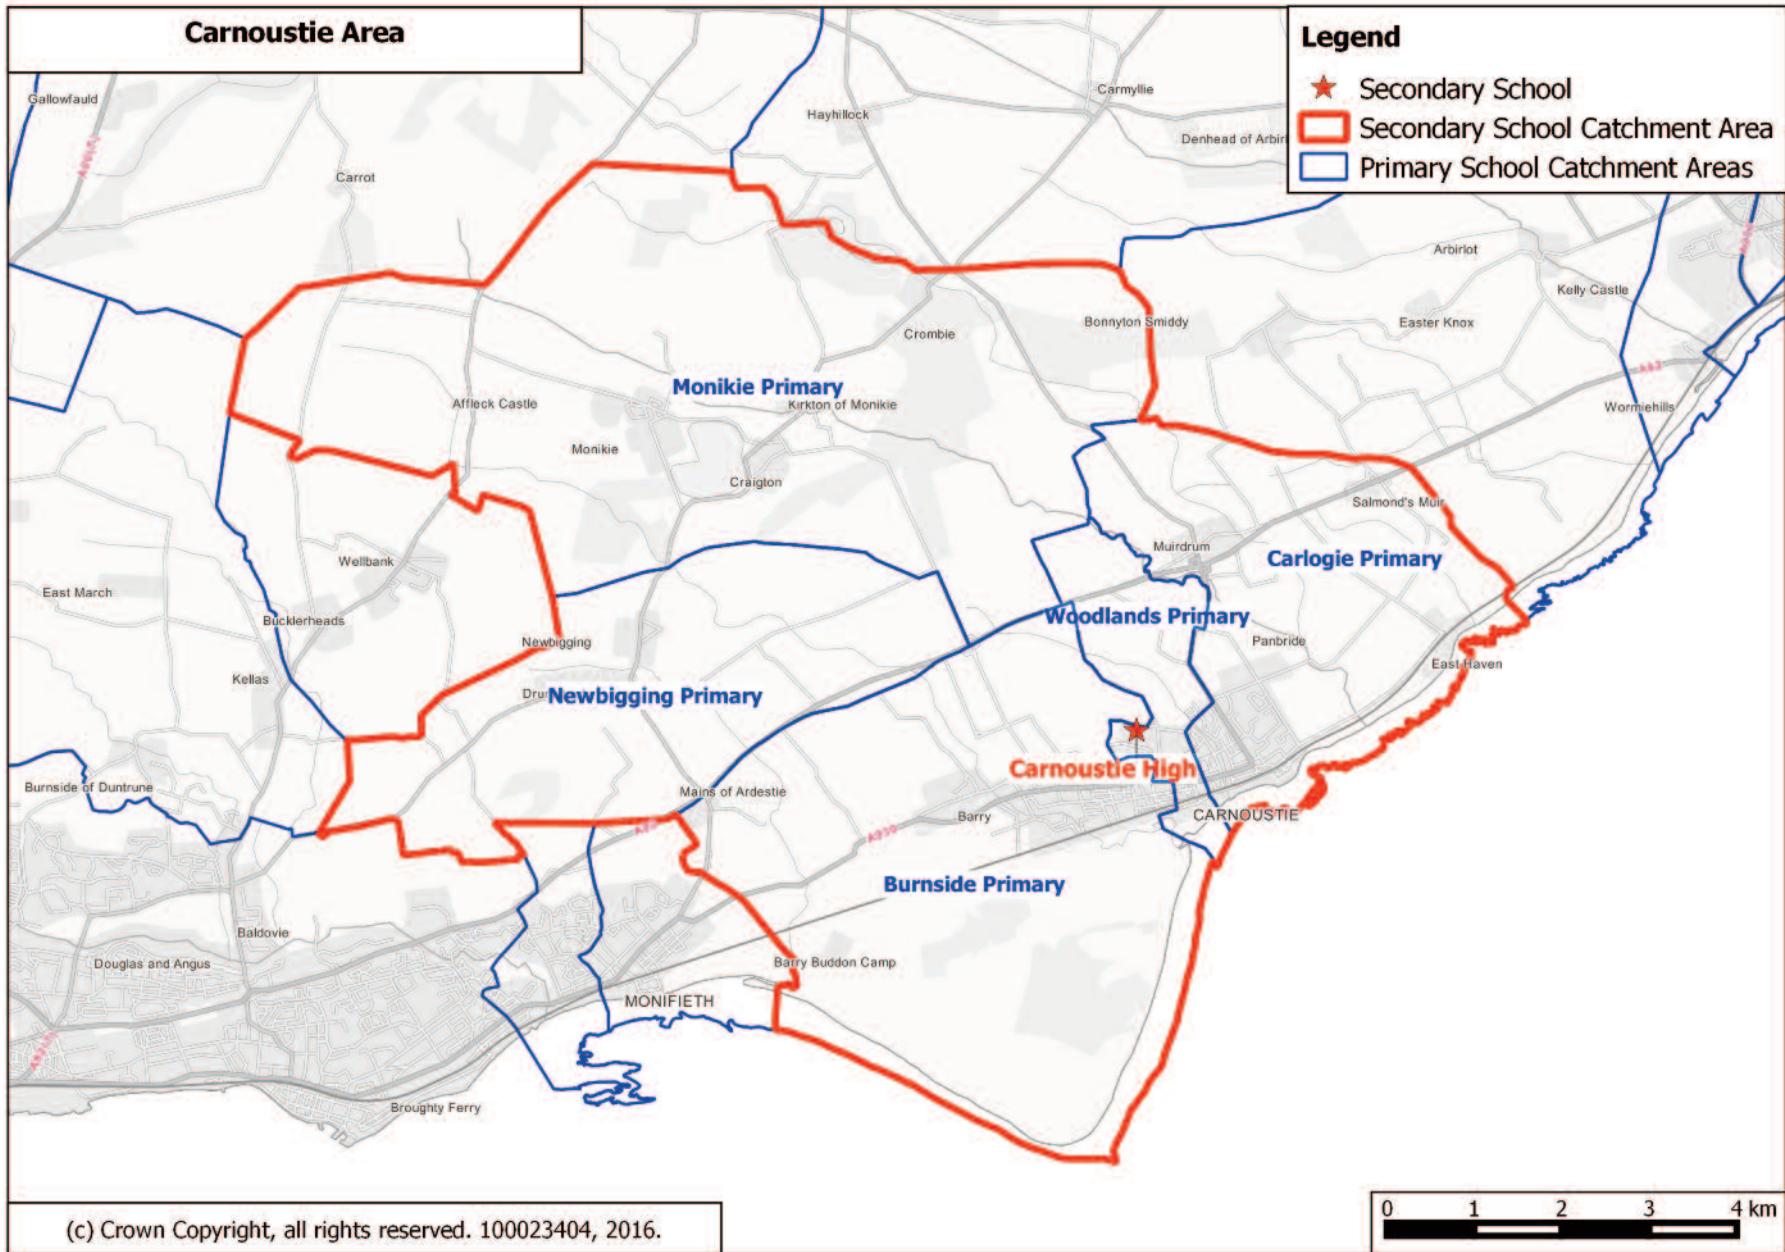 Carnoustie Area
Legend
Secondary School
Secondary School Catchment Area
Primary School Catchment Areas
Gallowfauld
Carmyllie
Hayhillock
Denhead of Arbirl
Carrot
Arbirlot
Kelly Castle
Bonnyton Smiddy
Easter Knox
Crombie
A92
Monikie Primary
Affleck Castle
Kirkton of Monikie
Wormiehills
Monikie
Craigton
Salmond's Muir
Muirdrum
Wellbank
Carlogie Primary
East March
Bucklerheads
Woodlands Primary
Newbigging
Panbride
East Haven
Kellas
Newbigging Primary
Carnoustie High
Burnside of Duntrune
Mains of Ardestie
Barry
CARNOUSTIE
A930
Burnside Primary
Baldovie
Douglas and Angus
Barry Buddon Camp
MONIFIETH
Broughty Ferry
0 1 2 4 km
(c) Crown Copyright, all rights reserved. 100023404, 2016.